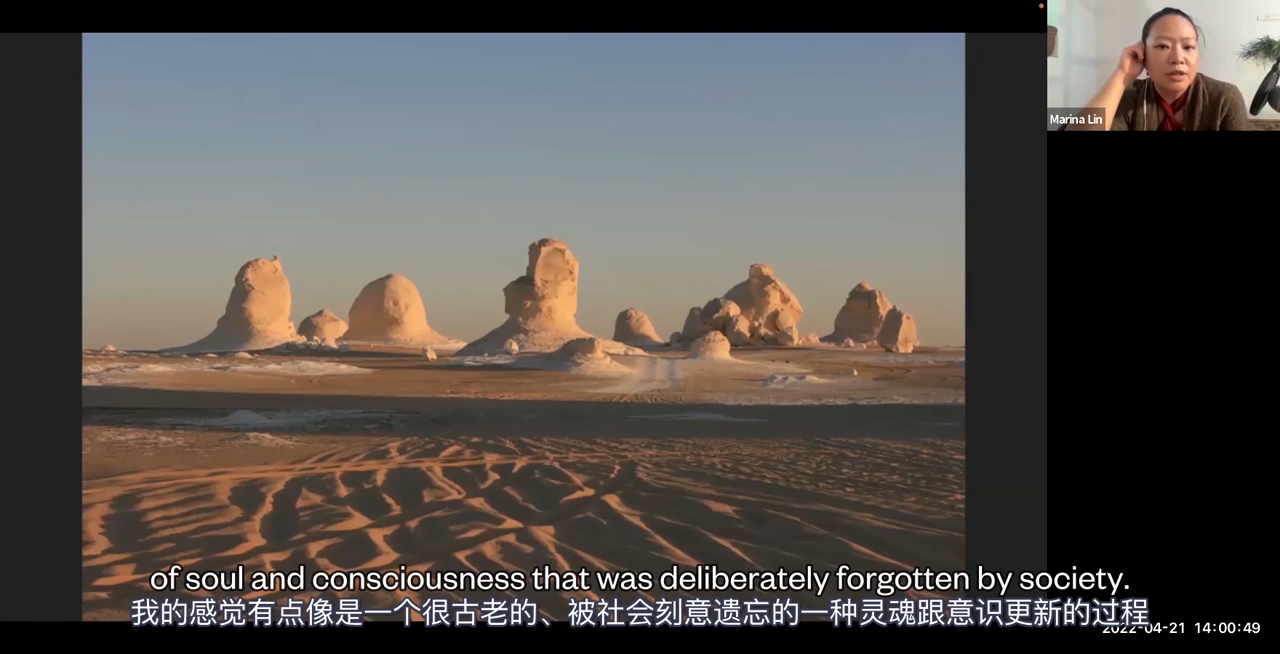 Marina Lin
of soul and consciousness that was deliberately forgotten by society.
我的感觉有点像是一个很古老的、被社会刻意遗忘的一种灵魂跟意识更新的过程
2022-04-21 14:00:49